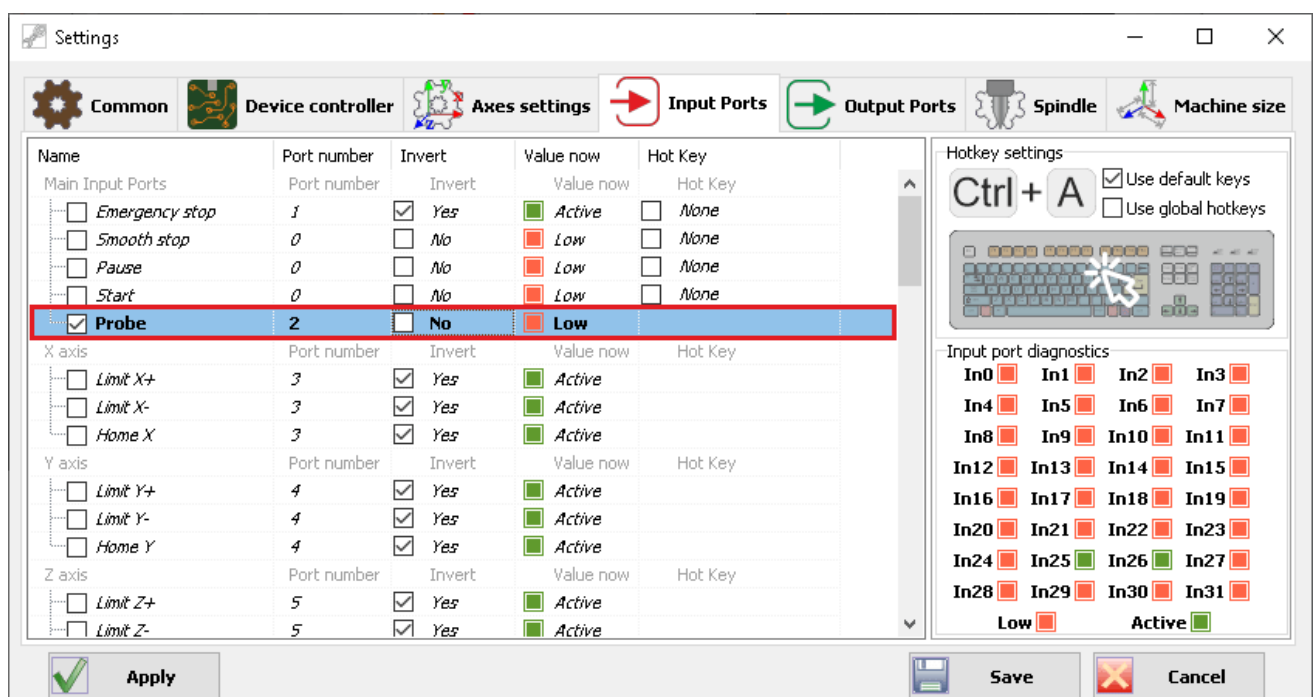 Settings
Common Device controller Axes settings Input Ports Output Ports Spindle Machine size
Name Port number Invert Value now Hot Key
Main Input Ports Port number Invert Value now Hot Key
Emergency stop 1 Yes Active None
Smooth stop 0 No Low None
Pause 0 No Low None
Start 0 No Low None
Probe 2 No Low
X axis Port number Invert Value now Hot Key
Limit X+ 3 Yes Active
Limit X- 3 Yes Active
Home X 3 Yes Active
Y axis Port number Invert Value now Hot Key
Limit Y+ 4 Yes Active
Limit Y- 4 Yes Active
Home Y 4 Yes Active
Z axis Port number Invert Value now Hot Key
Limit Z+ 5 Yes Active
Limit Z- 5 Yes Active
Hotkey settings
Ctrl + A
Use default keys
Use global hotkeys
Input port diagnostics
In0 In1 In2 In3
In4 In5 In6 In7
In8 In9 In10 In11
In12 In13 In14 In15
In16 In17 In18 In19
In20 In21 In22 In23
In24 In25 In26 In27
In28 In29 In30 In31
Low Active
Apply Save Cancel